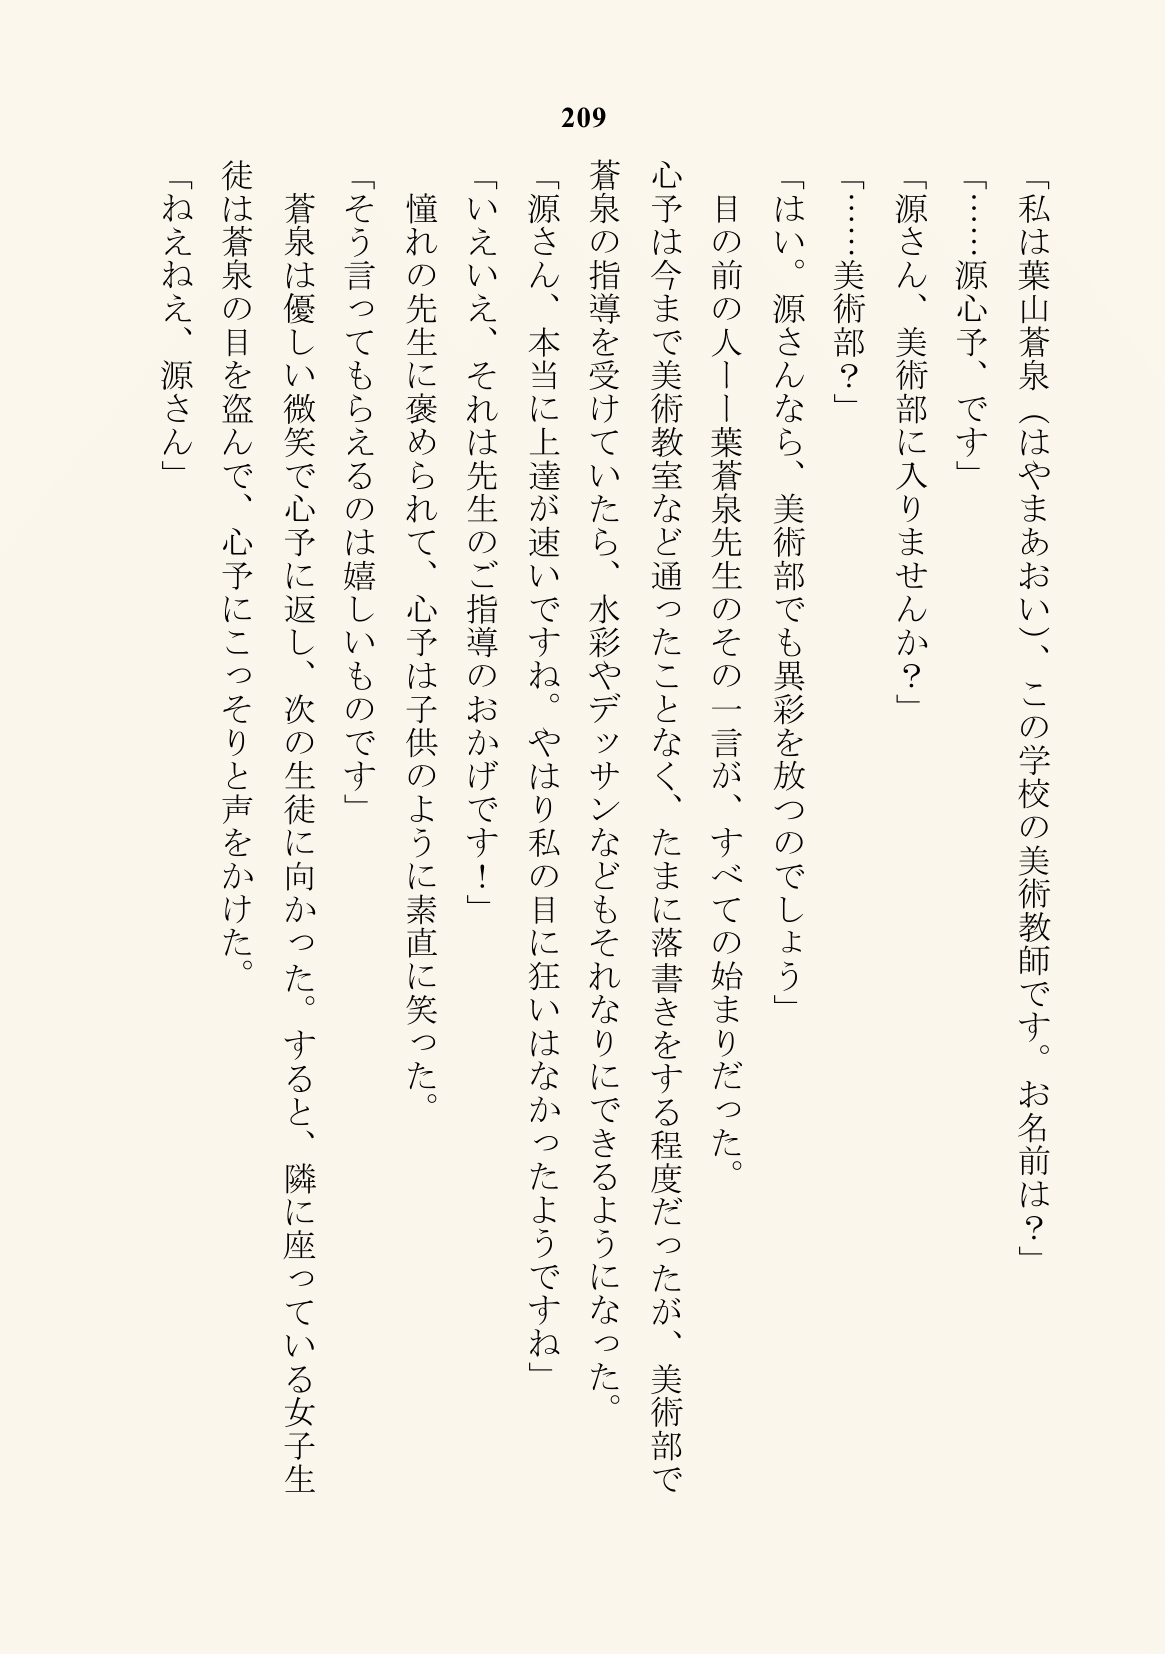 209
「私は葉山蒼泉（はやまあおい）、この学校の美術教師です。お名前は？」
「……源心予、です」
「源さん、美術部に入りませんか？」
「……美術部？」
「はい。源さんなら、美術部でも異彩を放つのでしょう」
　目の前の人ーー葉蒼泉先生のその一言が、すべての始まりだった。
心予は今まで美術教室など通ったことなく、たまに落書きをする程度だったが、美術部で
蒼泉の指導を受けていたら、水彩やデッサンなどもそれなりにできるようになった。
「源さん、本当に上達が速いですね。やはり私の目に狂いはなかったようですね」
「いえいえ、それは先生のご指導のおかげです！」
　憧れの先生に褒められて、心予は子供のように素直に笑った。
「そう言ってもらえるのは嬉しいものです」
　蒼泉は優しい微笑で心予に返し、次の生徒に向かった。すると、隣に座っている女子生
徒は蒼泉の目を盗んで、心予にこっそりと声をかけた。
「ねえねえ、源さん」